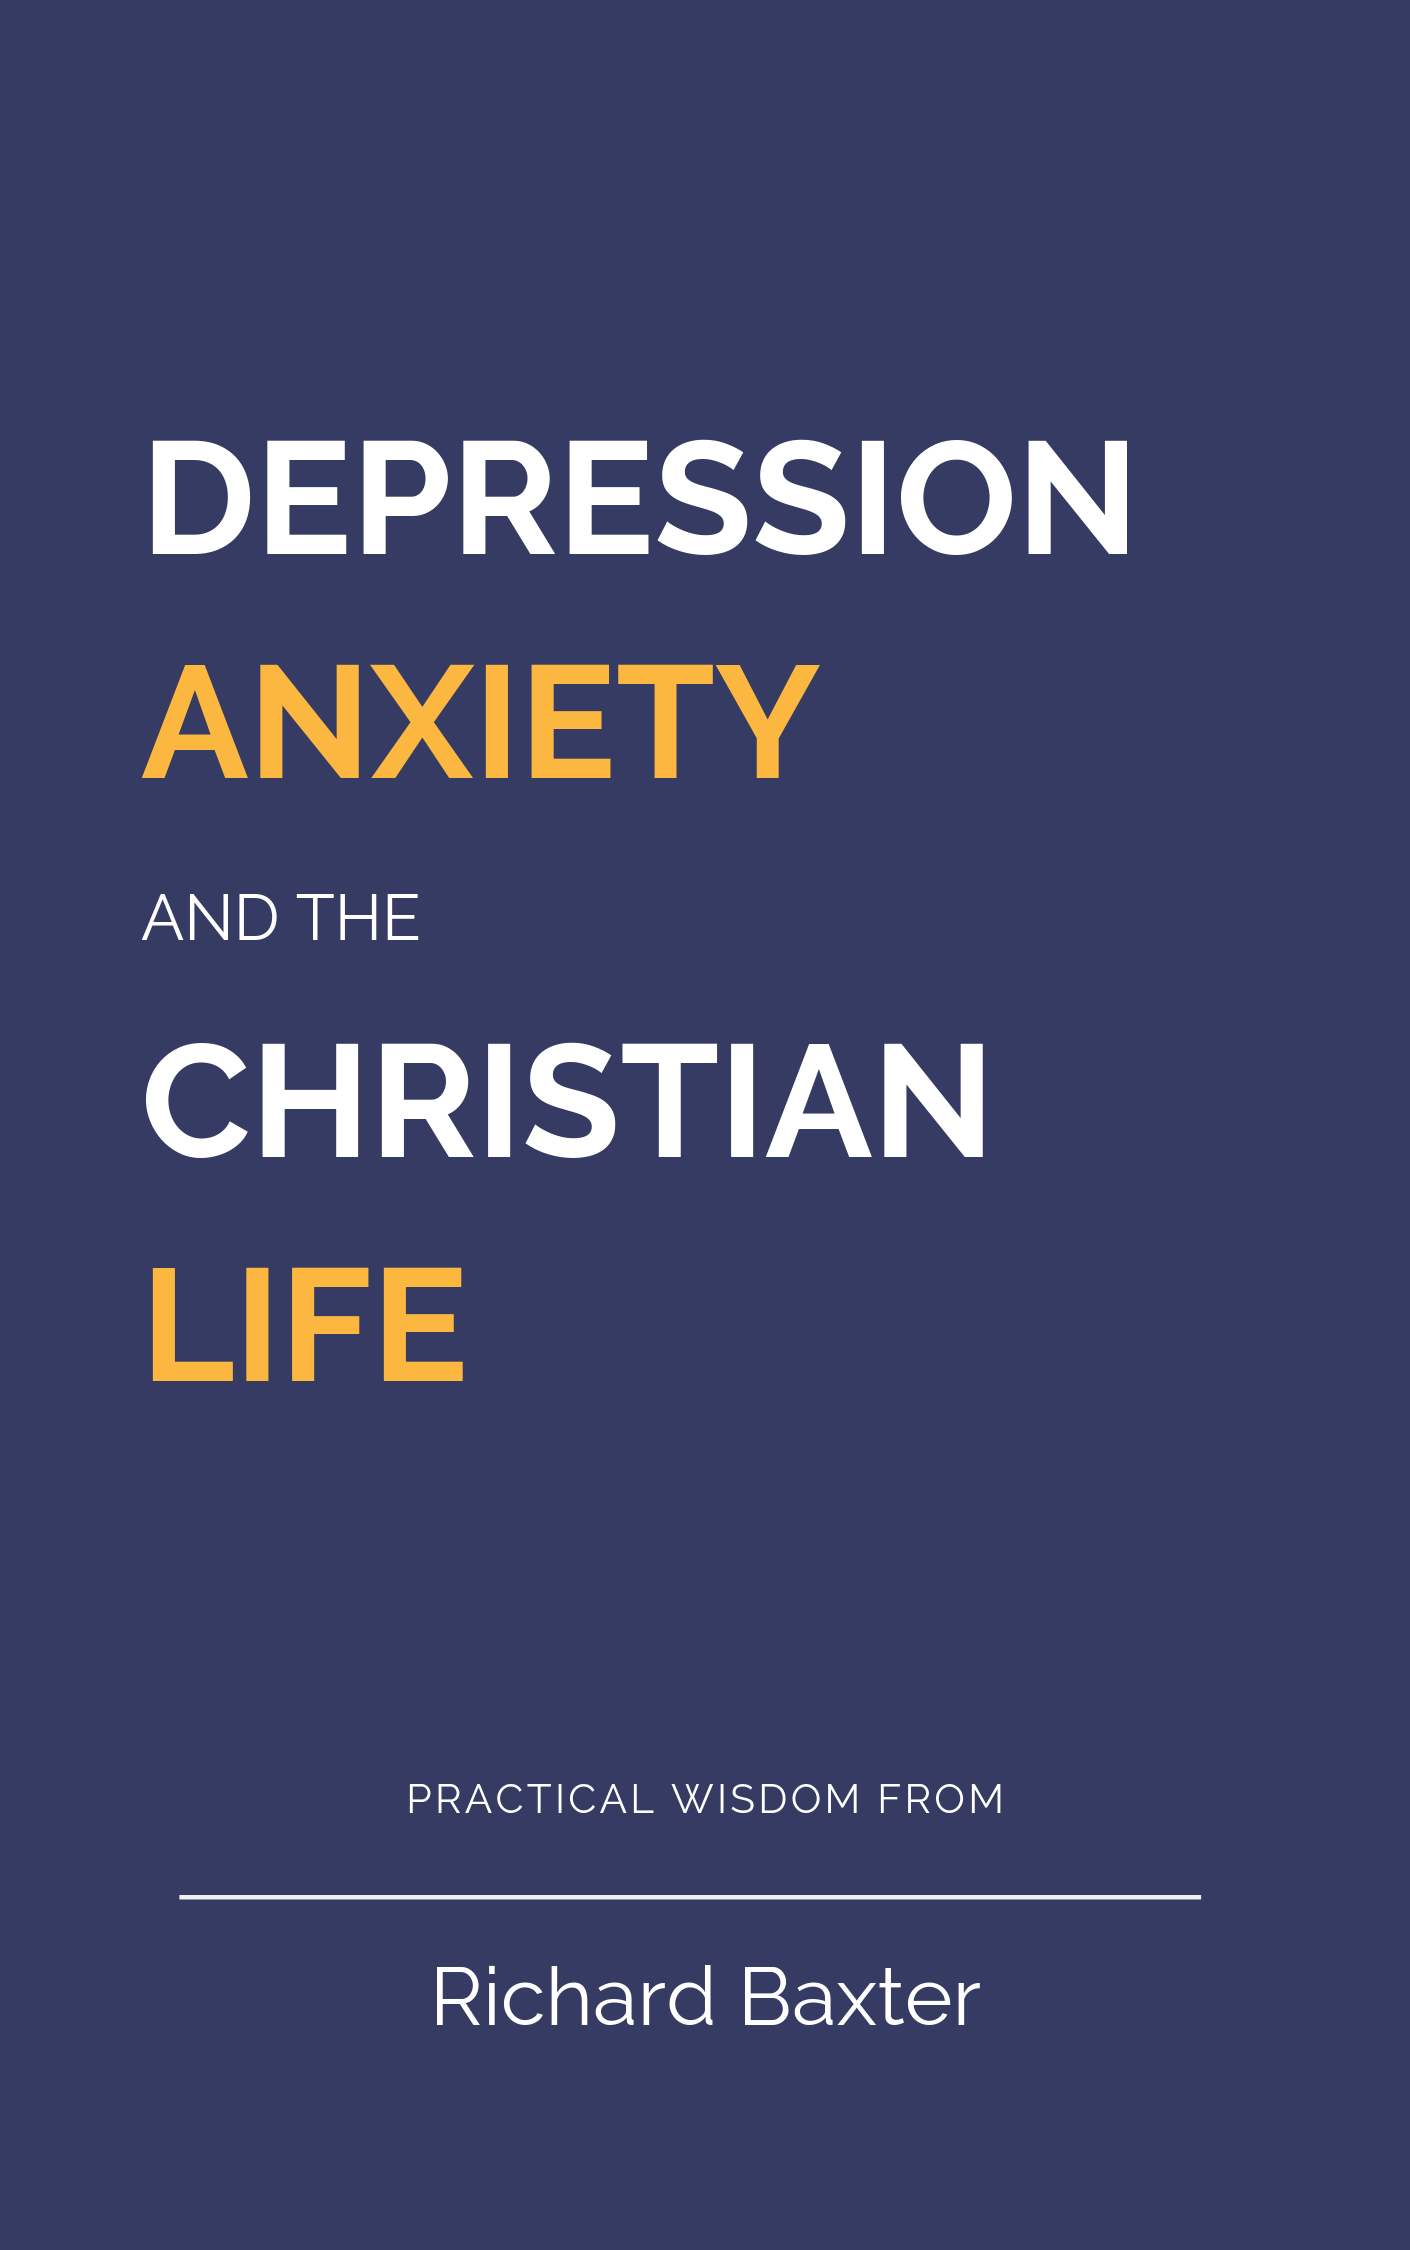 DEPRESSION
ANXIETY
AND THE
CHRISTIAN
LIFE
PRACTICAL WISDOM FROM
Richard Baxter